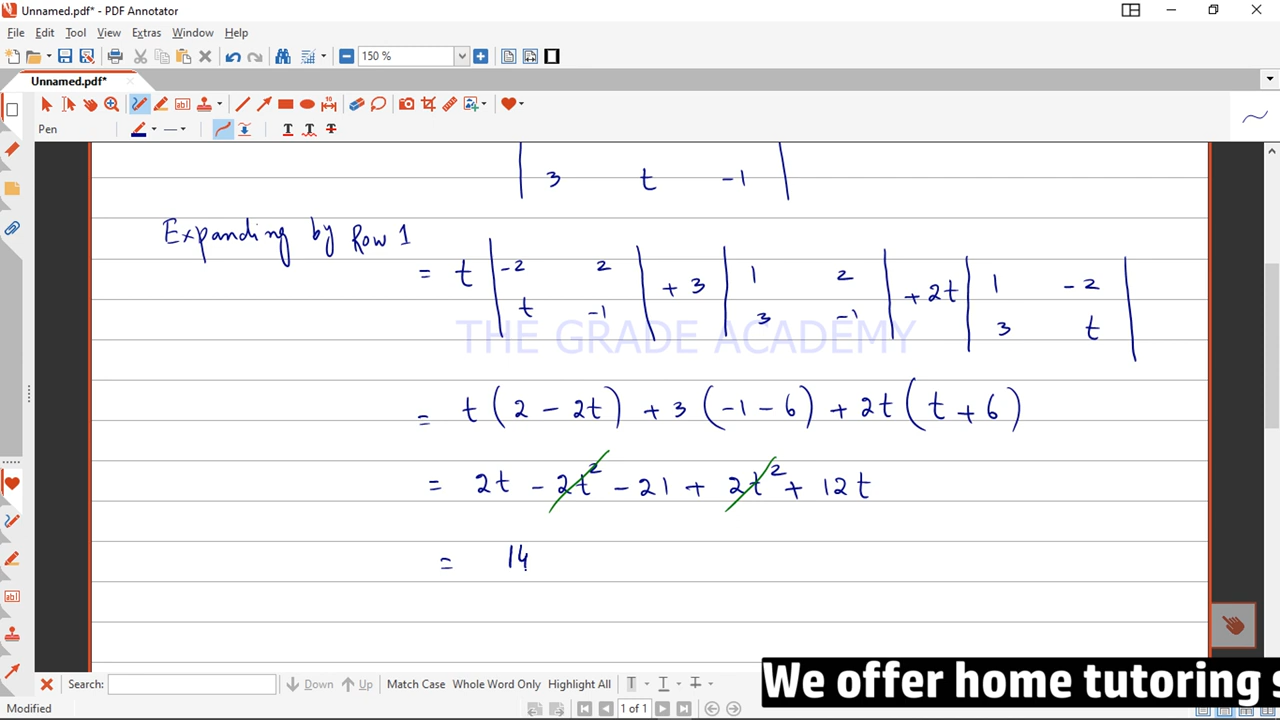 Unnamed.pdf* - PDF Annotator
File Edit Tool View Extras Window Help
150 %
Unnamed.pdf*
Pen
3 t -1
Expanding by Row 1
= t | -2 2 | + 3 | 1 2 | + 2t | 1 -2 |
t -1 | 3 -1 | 3 t
THE GRADE ACADEMY
= t ( 2 - 2t ) + 3 ( -1 - 6 ) + 2t ( t + 6 )
= 2t - 2t² - 21 + 2t² + 12t
= 14
We offer home tutoring s
Search: Down Up Match Case Whole Word Only Highlight All
Modified 1 of 1